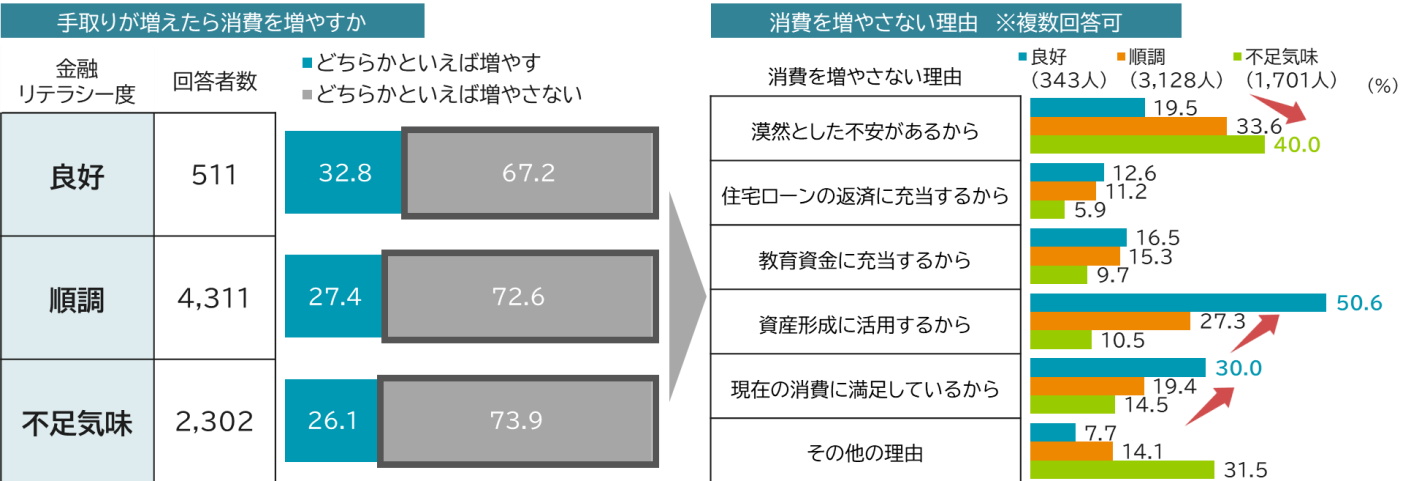 手取りが増えたら消費を増やすか
金融
リテラシー度
回答者数
■どちらかといえば増やす
■どちらかといえば増やさない
良好
511
32.8
67.2
順調
4,311
27.4
72.6
不足気味
2,302
26.1
73.9
消費を増やさない理由 ※複数回答可
消費を増やさない理由
■良好
(343人)
■順調
(3,128人)
■不足気味
(1,701人)
(%)
漠然とした不安があるから
19.5
33.6
40.0
住宅ローンの返済に充当するから
12.6
11.2
5.9
教育資金に充当するから
16.5
15.3
9.7
資産形成に活用するから
50.6
27.3
10.5
現在の消費に満足しているから
30.0
19.4
14.5
その他の理由
7.7
14.1
31.5